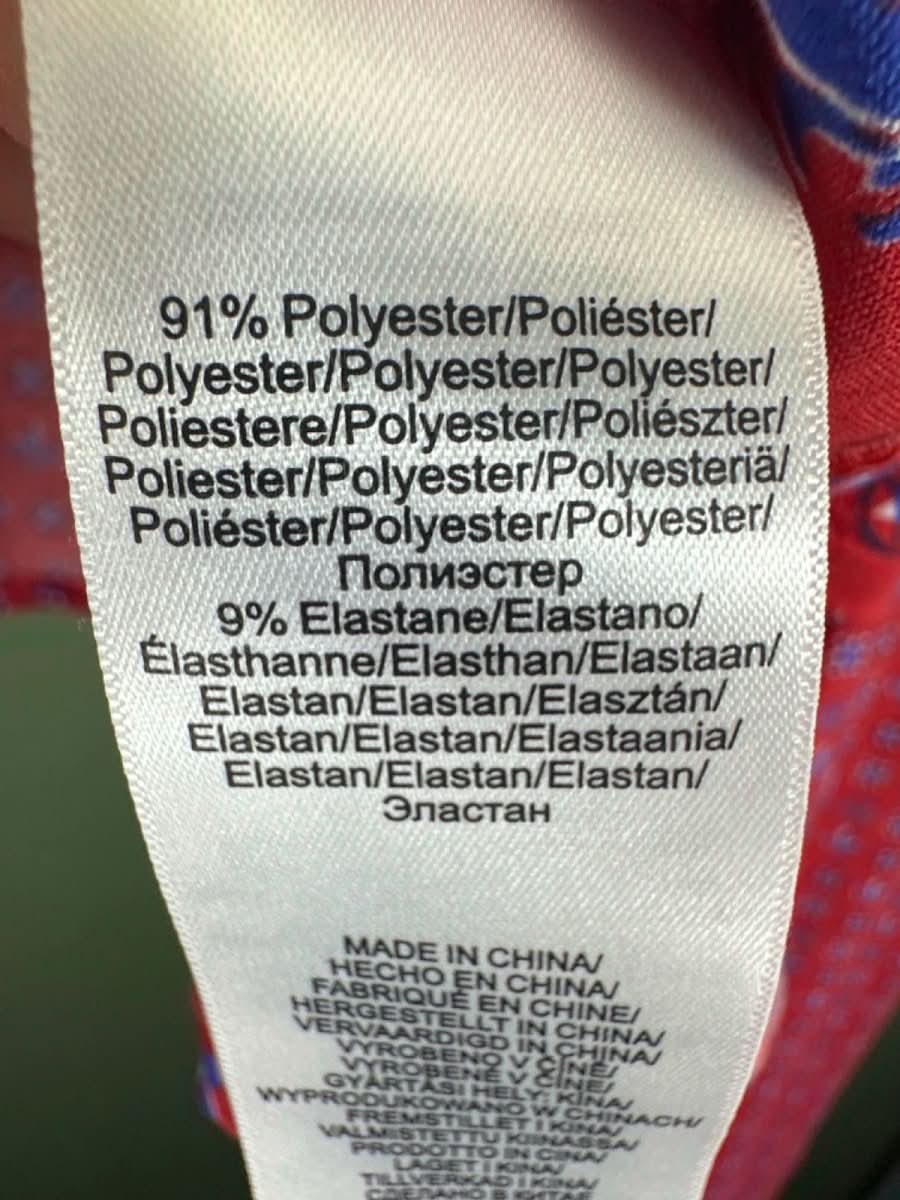 91% Polyester/Poliéster/
Polyester/Polyester/Polyester/
Poliestere/Polyester/Poliészter/
Poliester/Polyester/Polyesteriä/
Poliéster/Polyester/Polyester/
Полиэстер
9% Elastane/Elastano/
Élasthanne/Elasthan/Elastaan/
Elastan/Elastan/Elasztán/
Elastan/Elastan/Elastaania/
Elastan/Elastan/Elastan/
Эластан
MADE IN CHINA/
HECHO EN CHINA/
FABRIQUÉ EN CHINE/
HERGESTELLT IN CHINA/
VERVAARDIGD IN CHINA/
VYROBENO V ČÍNĚ/
VYROBENÉ V ČÍNE/
GYÁRTÁSI HELY: KÍNA/
WYPRODUKOWANO W CHINACH/
FREMSTILLET I KINA/
VALMISTETTU KIINASSA/
PRODOTTO IN CINA/
LAGET I KINA/
TILLVERKAD I KINA/
СДЕЛАНО В КИТАЕ